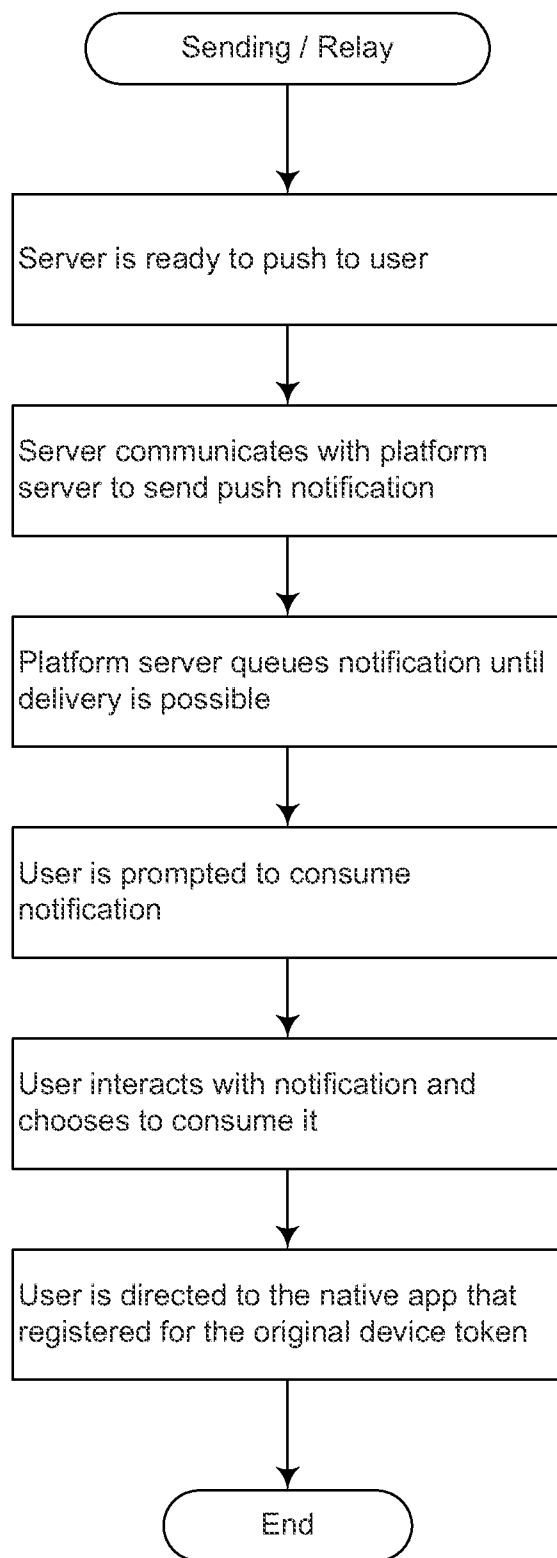 Sending / Relay
Server is ready to push to user
Server communicates with platform
server to send push notification
Platform server queues notification until
delivery is possible
User is prompted to consume
notification
User interacts with notification and
chooses to consume it
User is directed to the native app that
registered for the original device token
End